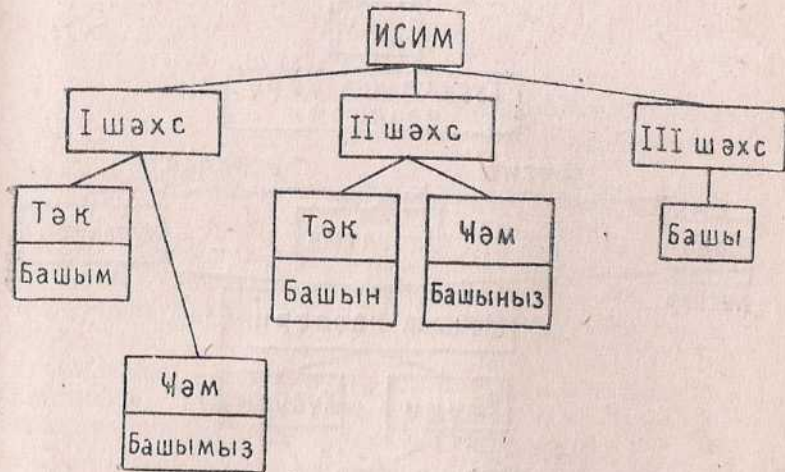 ИСИМ
I шәхс
II шәхс
III шәхс
Тәк
Башым
Тәк
Башын
Ҹәм
Башыныз
Башы
Ҹәм
Башымыз